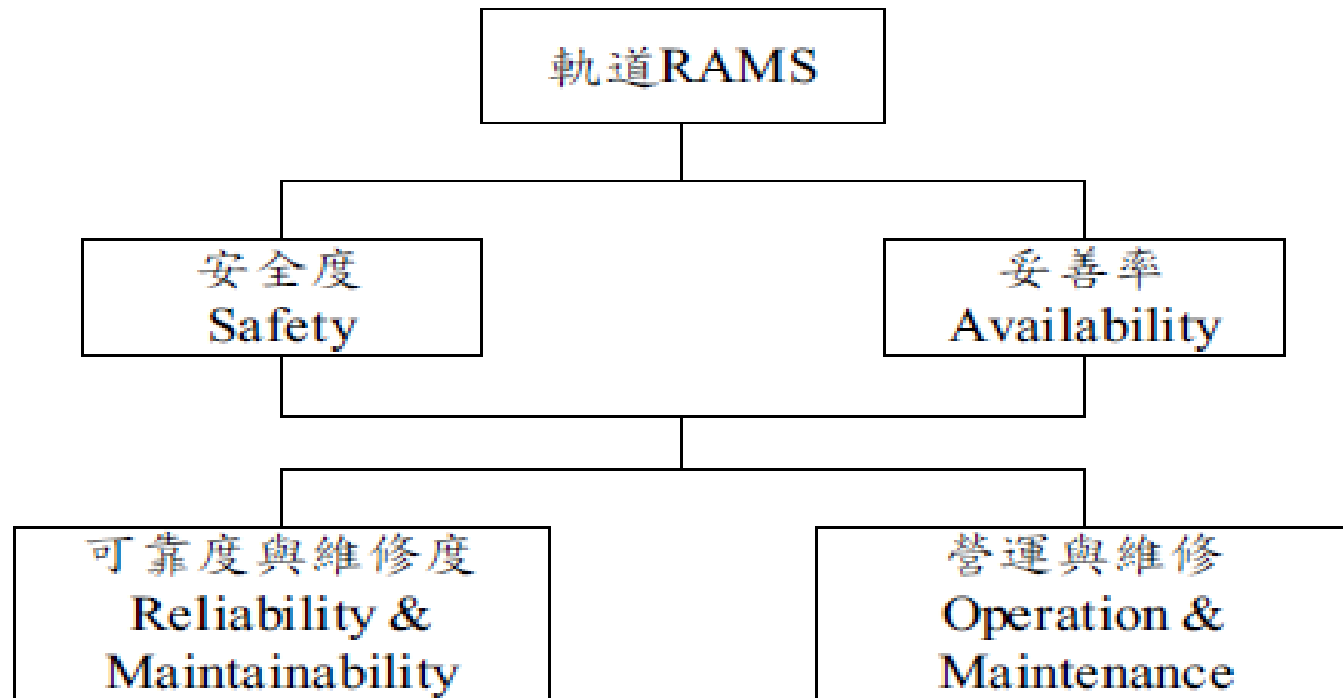 軌道RAMS
安全度
Safety
妥善率
Availability
可靠度與維修度
Reliability &
Maintainability
營運與維修
Operation &
Maintenance